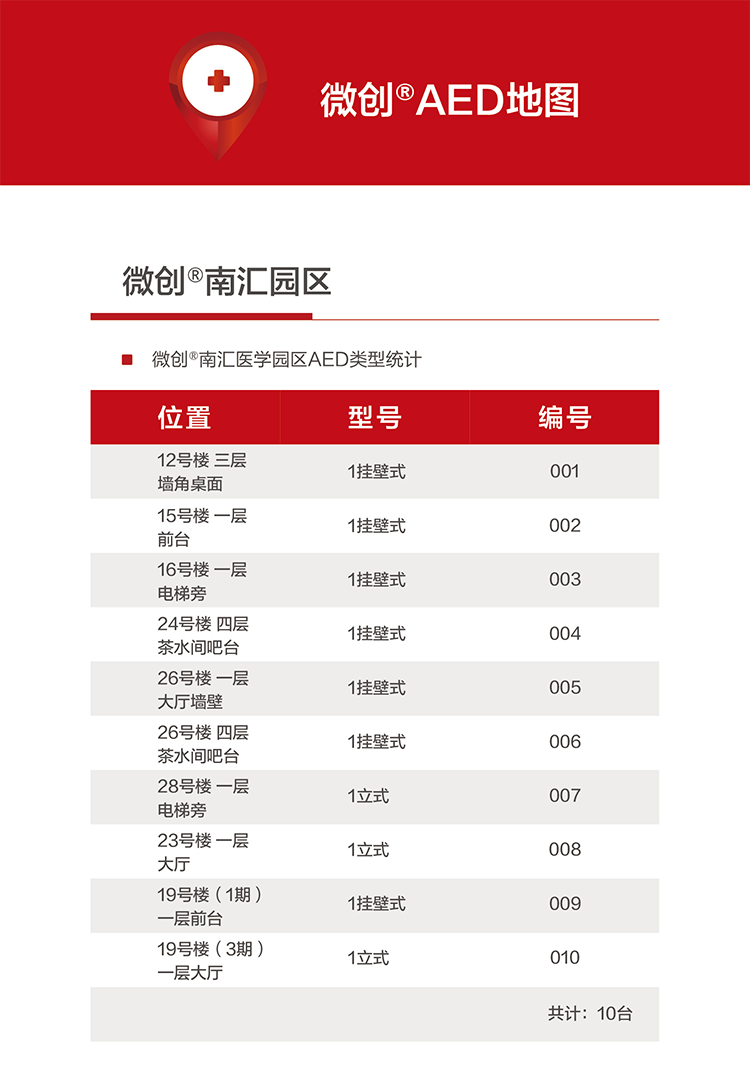 微创®AED地图
微创®南汇园区
微创®南汇医学园区AED类型统计
位置 型号 编号
12号楼 三层
墙角桌面
1挂壁式 001
15号楼 一层
前台
1挂壁式 002
16号楼 一层
电梯旁
1挂壁式 003
24号楼 四层
茶水间吧台
1挂壁式 004
26号楼 一层
大厅墙壁
1挂壁式 005
26号楼 四层
茶水间吧台
1挂壁式 006
28号楼 一层
电梯旁
1立式 007
23号楼 一层
大厅
1立式 008
19号楼（1期）
一层前台
1挂壁式 009
19号楼（3期）
一层大厅
1立式 010
共计：10台